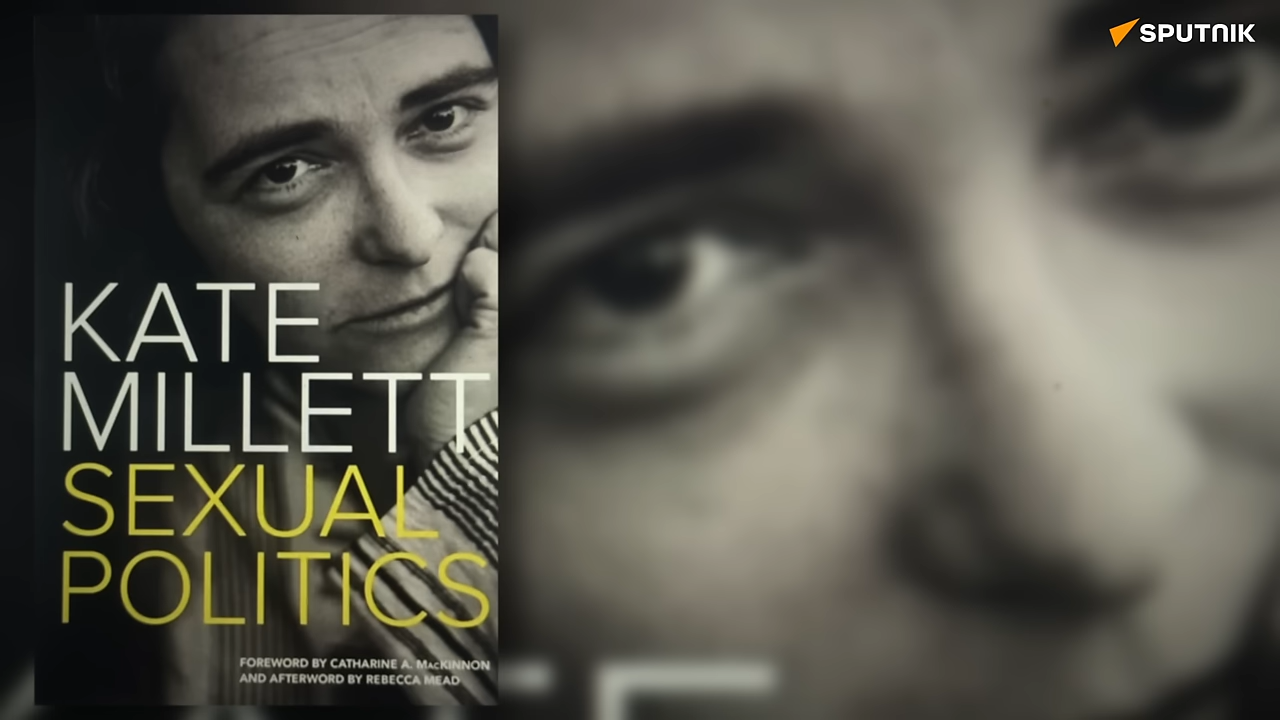 SPUTNIK
KATE
MILLETT
SEXUAL
POLITICS
FOREWORD BY CATHARINE A. MACKINNON
AND AFTERWORD BY REBECCA MEAD